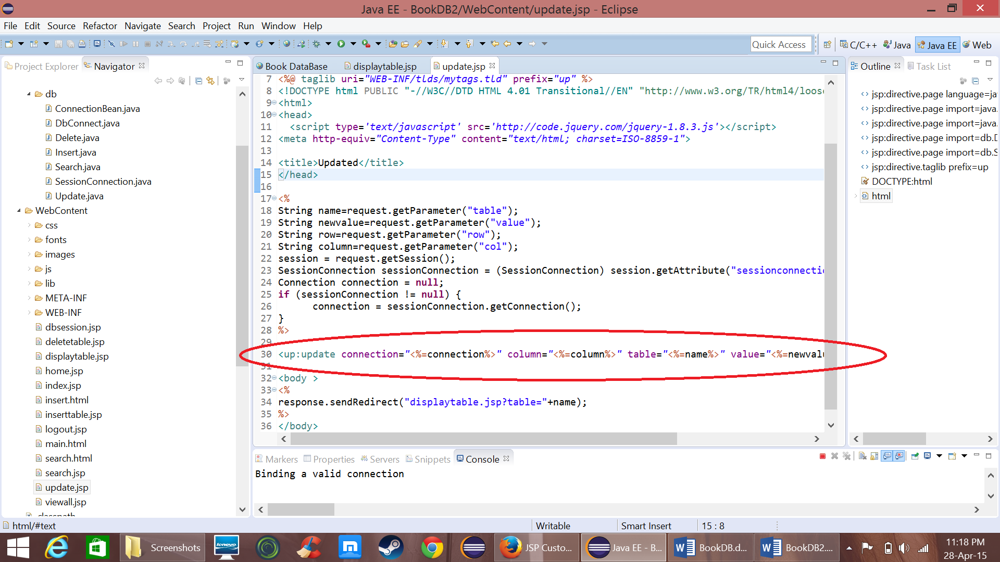 Java EE - BookDB2/WebContent/update.jsp - Eclipse
File Edit Source Refactor Navigate Search Project Run Window Help
Quick Access
C/C++
Java
Java EE
Web
Project Explorer
Navigator
db
ConnectionBean.java
DbConnect.java
Delete.java
Insert.java
Search.java
SessionConnection.java
Update.java
WebContent
css
fonts
images
js
lib
META-INF
WEB-INF
dbsession.jsp
deletetable.jsp
displaytable.jsp
home.jsp
index.jsp
insert.html
inserttable.jsp
logout.jsp
main.html
search.html
search.jsp
update.jsp
viewall.jsp
.classpath
Book DataBase
displaytable.jsp
update.jsp
7 <%@ taglib uri="WEB-INF/tlds/mytags.tld" prefix="up" %>
8 <!DOCTYPE html PUBLIC "-//W3C//DTD HTML 4.01 Transitional//EN" "http://www.w3.org/TR/html4/loose
9 <html>
10 <head>
11 <script type='text/javascript' src='http://code.jquery.com/jquery-1.8.3.js'></script>
12 <meta http-equiv="Content-Type" content="text/html; charset=ISO-8859-1">
13
14 <title>Updated</title>
15 </head>
16
17 <%
18 String name=request.getParameter("table");
19 String newvalue=request.getParameter("value");
20 String row=request.getParameter("row");
21 String column=request.getParameter("col");
22 session = request.getSession();
23 SessionConnection sessionConnection = (SessionConnection) session.getAttribute("sessionconnectio
24 Connection connection = null;
25 if (sessionConnection != null) {
26 connection = sessionConnection.getConnection();
27 }
28 %>
29
30 <up:update connection="<%=connection%>" column="<%=column%>" table="<%=name%>" value="<%=newvalu
31
32 <body >
33 <%
34 response.sendRedirect("displaytable.jsp?table="+name);
35 %>
36 </body>
Outline
Task List
jsp:directive.page language=ja
jsp:directive.page import=java.
jsp:directive.page import=java.
jsp:directive.page import=db.D
jsp:directive.page import=db.S
jsp:directive.taglib prefix=up
DOCTYPE:html
html
Markers
Properties
Servers
Snippets
Console
Binding a valid connection
html/#text
Writable
Smart Insert
15 : 8
Screenshots
lenovo
JSP Custo...
Java EE - B...
BookDB.d...
BookDB2....
11:18 PM
28-Apr-15